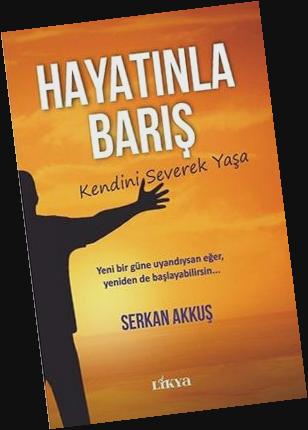 HAYATINLA
BARIŞ
Kendini Severek Yaşa
Yeni bir güne uyandıysan eğer,
yeniden de başlayabilirsin...
SERKAN AKKUŞ
LİKYA